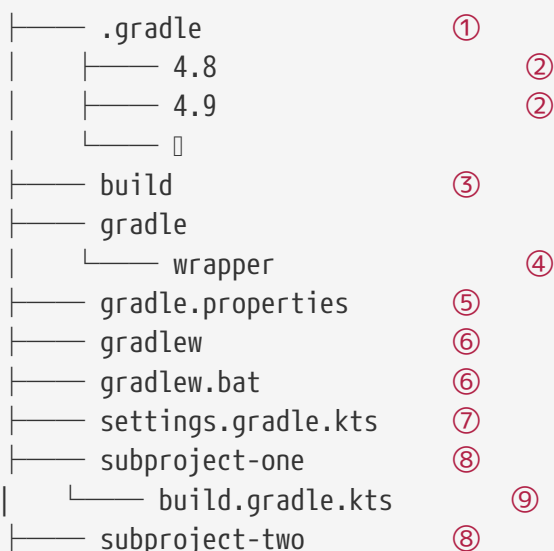 ├── .gradle ①
│   ├── 4.8 ②
│   ├── 4.9 ②
│   └── ▯
├── build ③
├── gradle
│   └── wrapper ④
├── gradle.properties ⑤
├── gradlew ⑥
├── gradlew.bat ⑥
├── settings.gradle.kts ⑦
├── subproject-one ⑧
|   └── build.gradle.kts ⑨
├── subproject-two ⑧